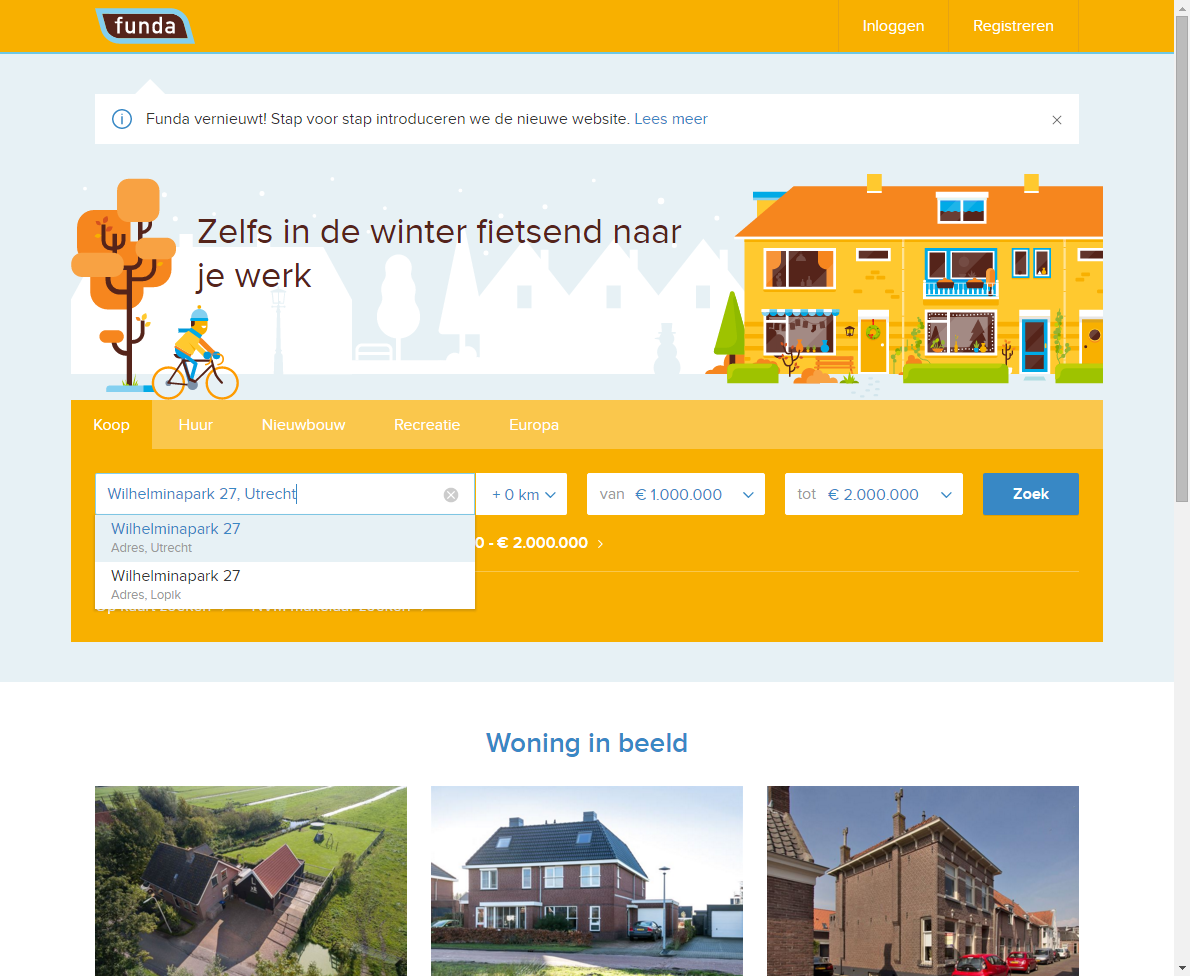 funda
Inloggen
Registreren
Funda vernieuwt! Stap voor stap introduceren we de nieuwe website. Lees meer
Zelfs in de winter fietsend naar
je werk
Koop
Huur
Nieuwbouw
Recreatie
Europa
Wilhelminapark 27, Utrecht
+ 0 km
van € 1.000.000
tot € 2.000.000
Zoek
Wilhelminapark 27
Adres, Utrecht
0 - € 2.000.000
Wilhelminapark 27
Adres, Lopik
Woning in beeld